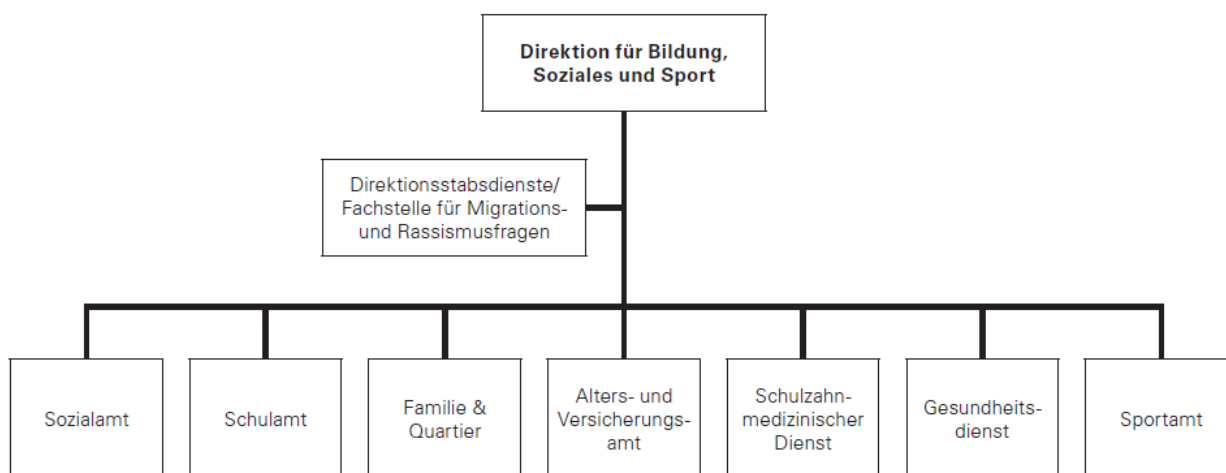 Direktion für Bildung,
Soziales und Sport
Direktionsstabsdienste/
Fachstelle für Migrations-
und Rassismusfragen
Sozialamt
Schulamt
Familie &
Quartier
Alters- und
Versicherungs-
amt
Schulzahn-
medizinischer
Dienst
Gesundheits-
dienst
Sportamt